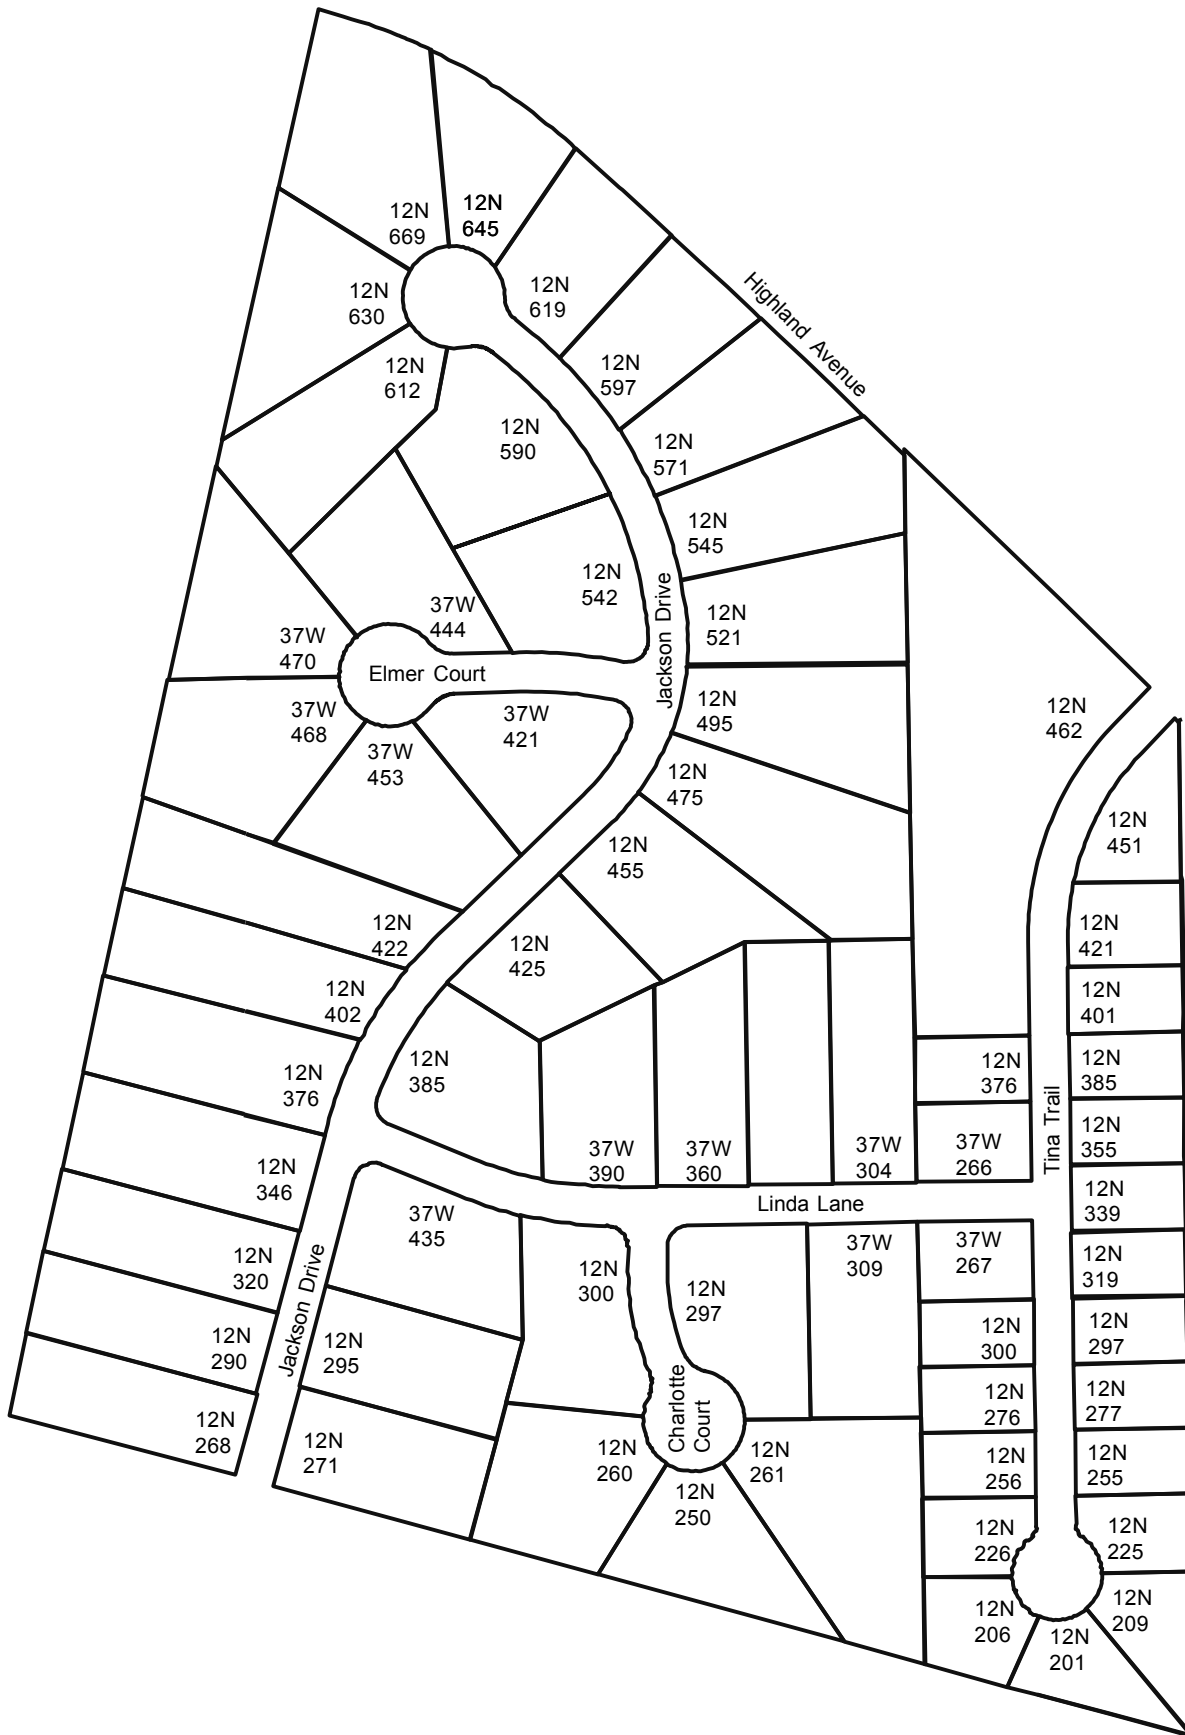 12N
669
12N
645
12N
630
12N
619
Highland Avenue
12N
612
12N
597
12N
590
12N
571
12N
545
12N
542
Jackson Drive
37W
444
12N
521
37W
470
Elmer Court
37W
468
37W
421
12N
495
12N
462
37W
453
12N
475
12N
451
12N
455
12N
422
12N
425
12N
421
12N
402
12N
401
12N
376
12N
385
12N
376
12N
385
Tina Trail
12N
355
12N
346
37W
390
37W
360
37W
304
37W
266
12N
339
Linda Lane
37W
435
12N
320
12N
300
12N
297
37W
309
37W
267
12N
319
Jackson Drive
12N
290
12N
295
12N
300
12N
297
Charlotte
Court
12N
276
12N
277
12N
268
12N
271
12N
260
12N
250
12N
261
12N
256
12N
255
12N
226
12N
225
12N
206
12N
201
12N
209